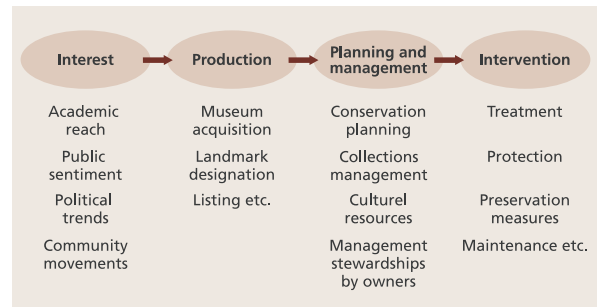 Interest
Production
Planning and
management
Intervention
Academic
reach
Public
sentiment
Political
trends
Community
movements
Museum
acquisition
Landmark
designation
Listing etc.
Conservation
planning
Collections
management
Culturel
resources
Management
stewardships
by owners
Treatment
Protection
Preservation
measures
Maintenance etc.